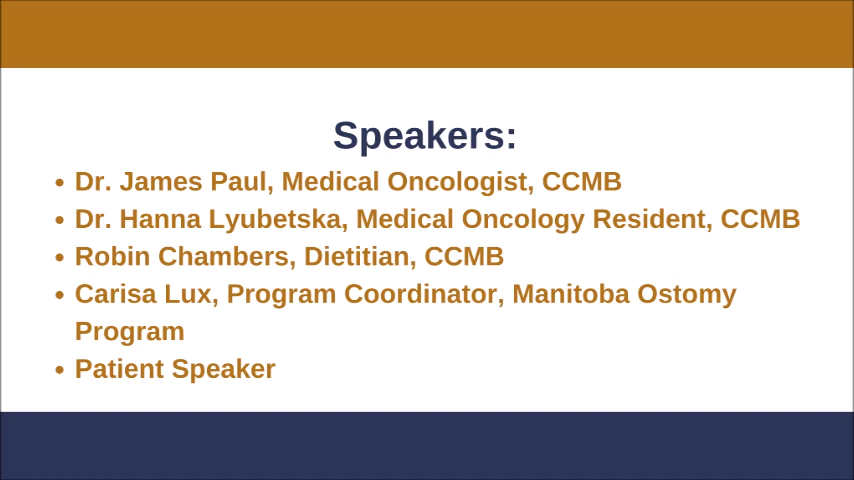 Speakers:
• Dr. James Paul, Medical Oncologist, CCMB
• Dr. Hanna Lyubetska, Medical Oncology Resident, CCMB
• Robin Chambers, Dietitian, CCMB
• Carisa Lux, Program Coordinator, Manitoba Ostomy
Program
• Patient Speaker